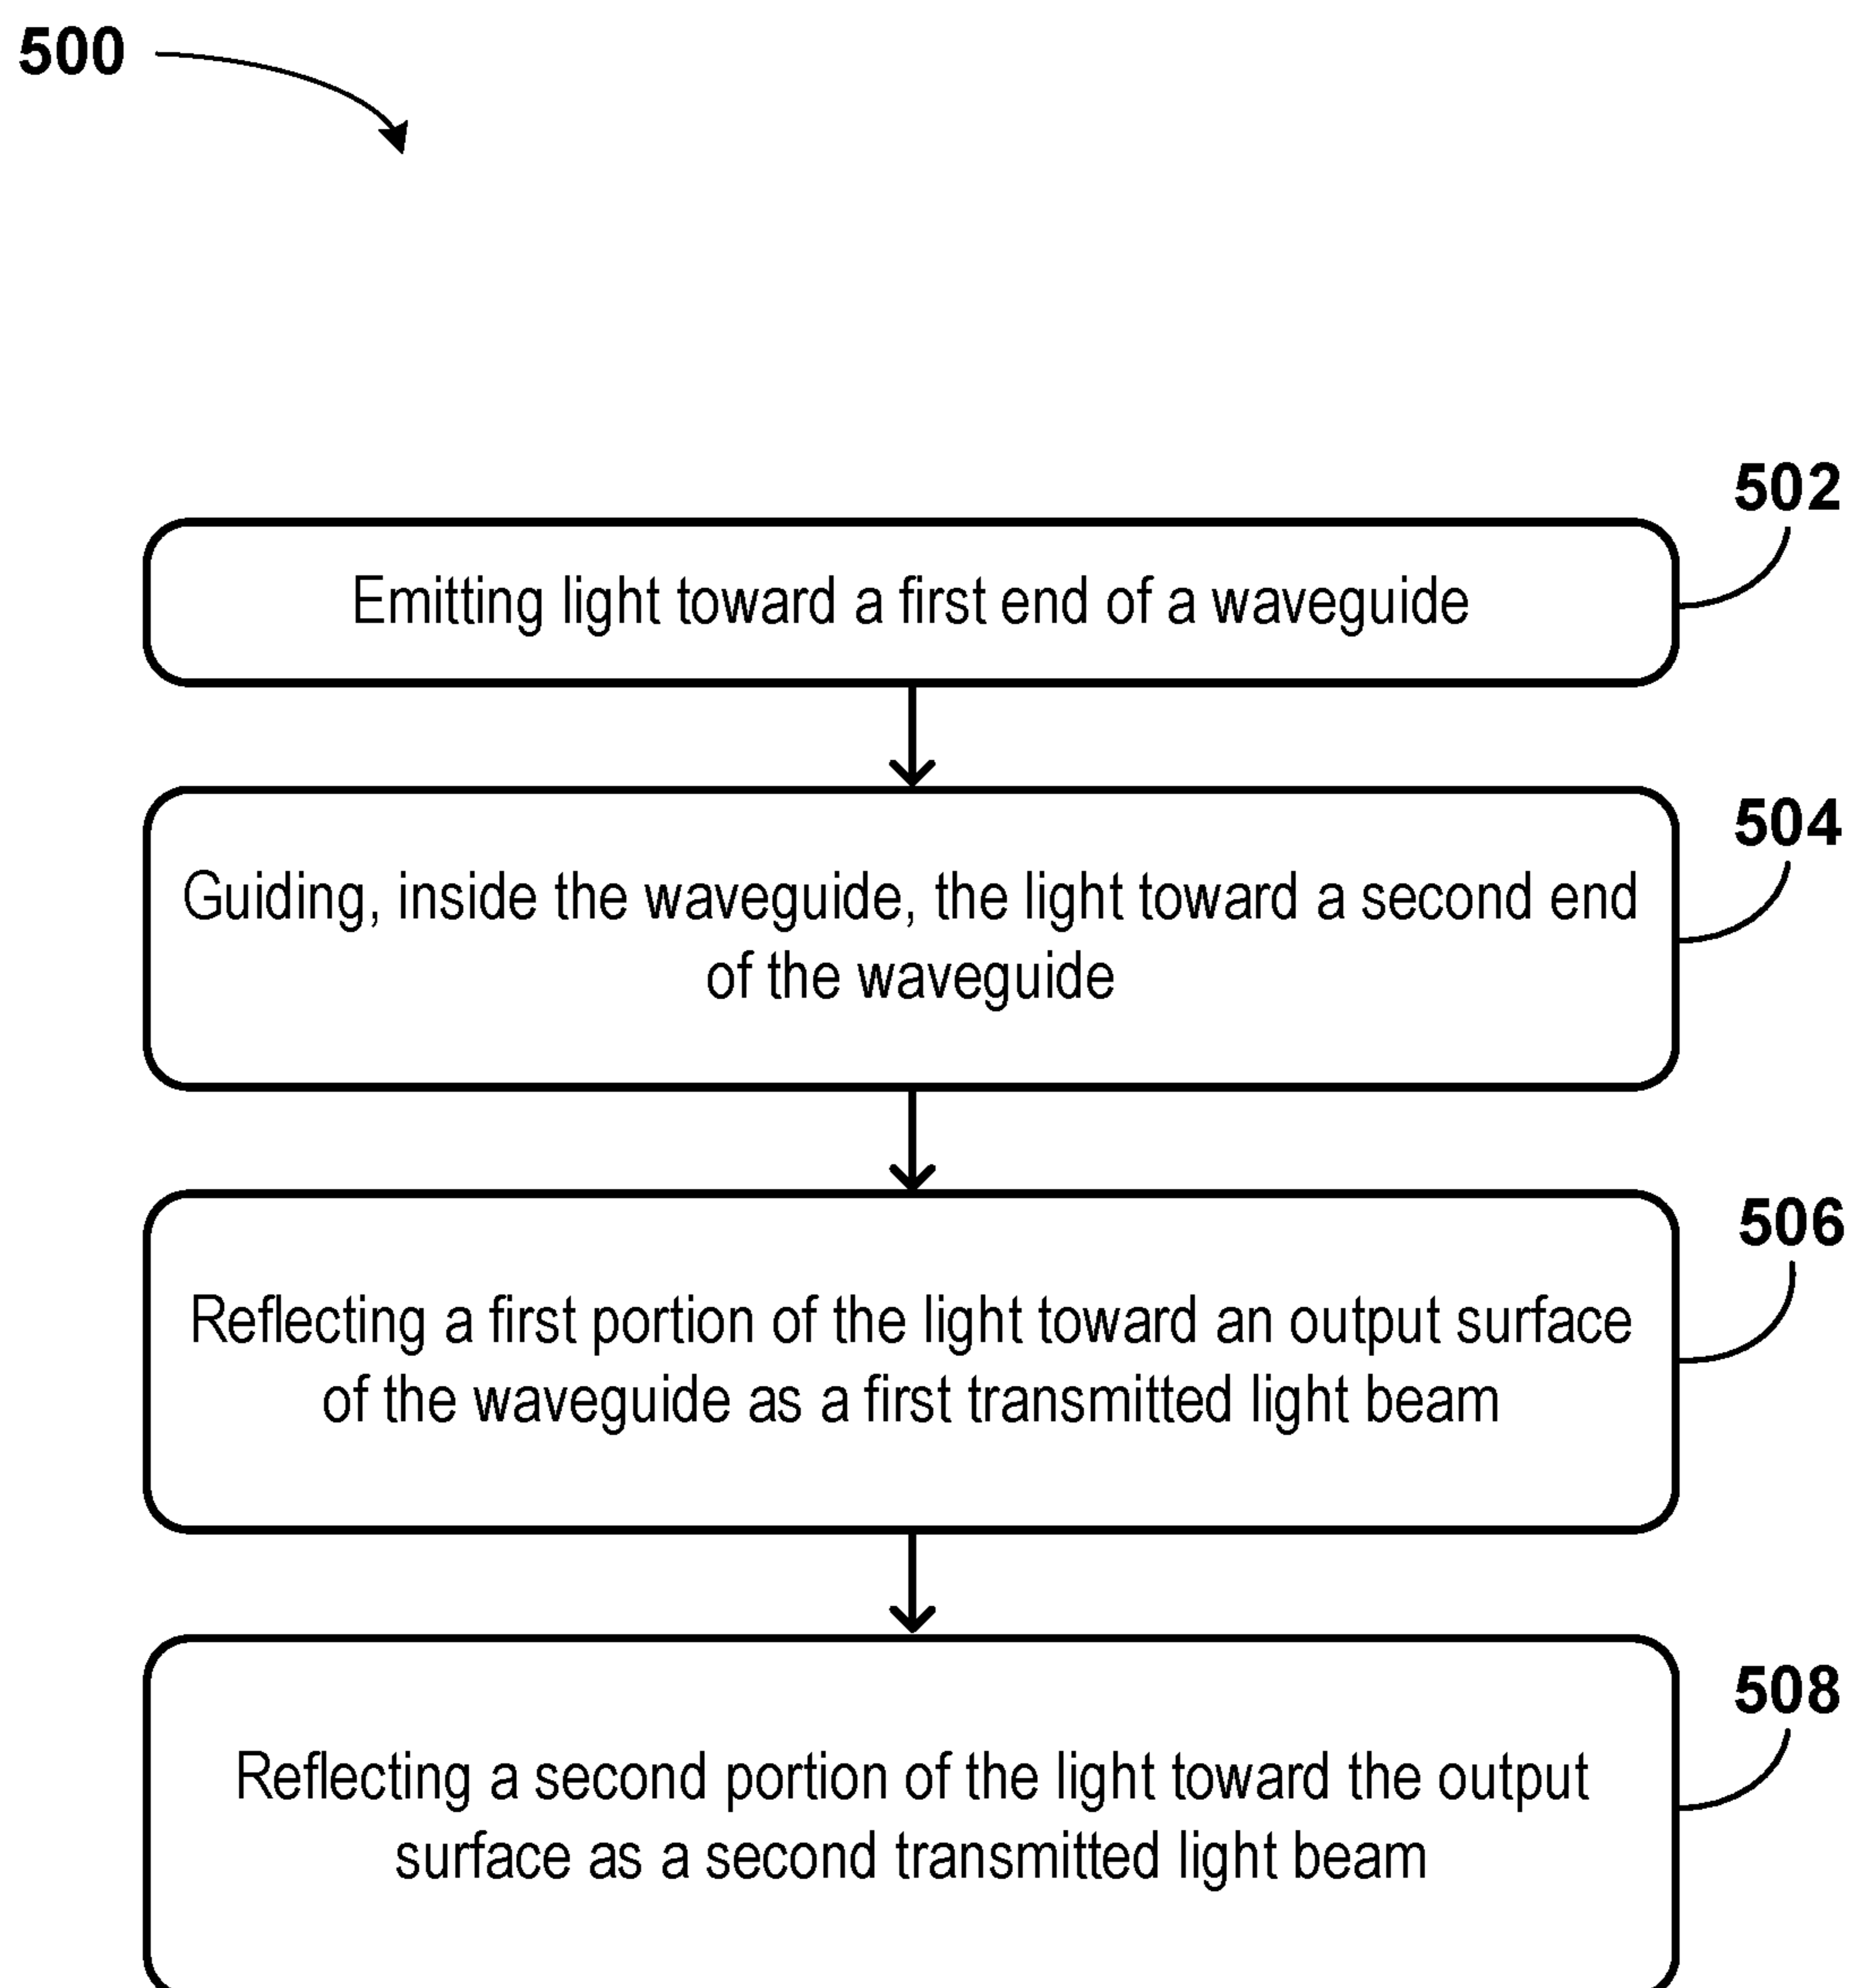 500
502
Emitting light toward a first end of a waveguide
504
Guiding, inside the waveguide, the light toward a second end
of the waveguide
506
Reflecting a first portion of the light toward an output surface
of the waveguide as a first transmitted light beam
508
Reflecting a second portion of the light toward the output
surface as a second transmitted light beam